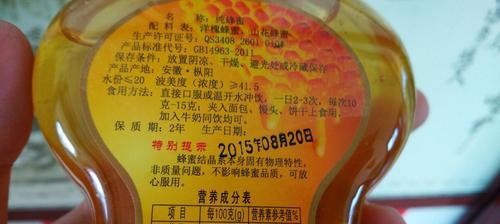 名 称：纯蜂蜜
配 料 表：洋槐蜂蜜、山花蜂蜜
生产许可证号：QS3408 2601 0106
产品标准代号：GB14963-2011
保存条件：放置阴凉、干燥、避光处或冷藏保存
产品产地：安徽·枞阳
水份≤20 波美度（浓度）≥41.5
食用方法：直接口服或温开水冲饮，一日2-3次，每次10
g-15克；夹入面包、馒头、饼干上食用，
加入牛奶同饮均可。
保 质 期：2年 生产日期：
2015年08月20日
特别提示
蜂蜜结晶系本身固有物理特性，
非质量问题，不影响蜂蜜品质，可放
心服用。
营养成分表
项目 每100克(g) 营养素参考值%